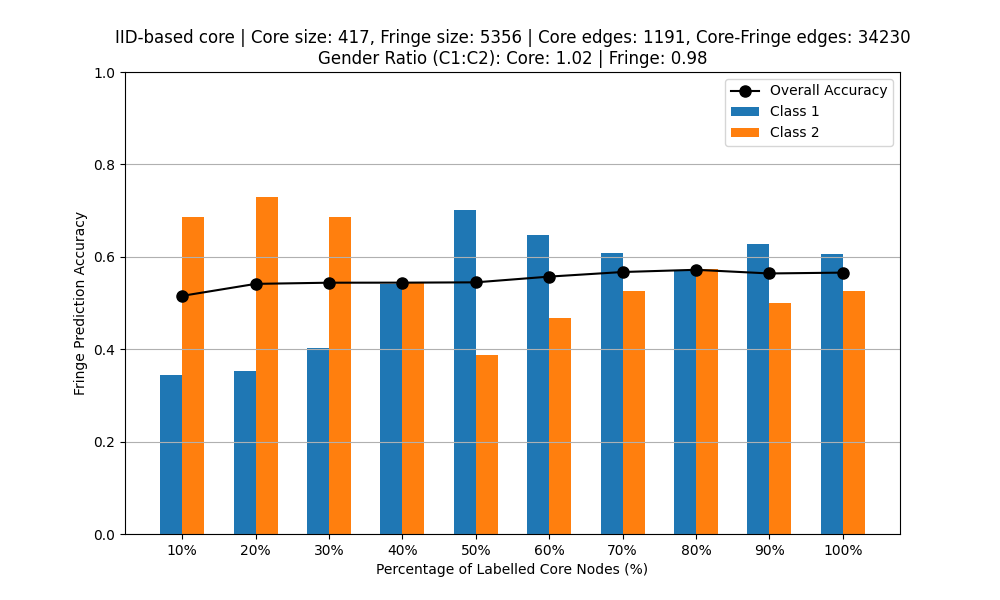 IID-based core | Core size: 417, Fringe size: 5356 | Core edges: 1191, Core-Fringe edges: 34230
Gender Ratio (C1:C2): Core: 1.02 | Fringe: 0.98
Overall Accuracy
Class 1
Class 2
Fringe Prediction Accuracy
1.0
0.8
0.6
0.4
0.2
0.0
10% 20% 30% 40% 50% 60% 70% 80% 90% 100%
Percentage of Labelled Core Nodes (%)